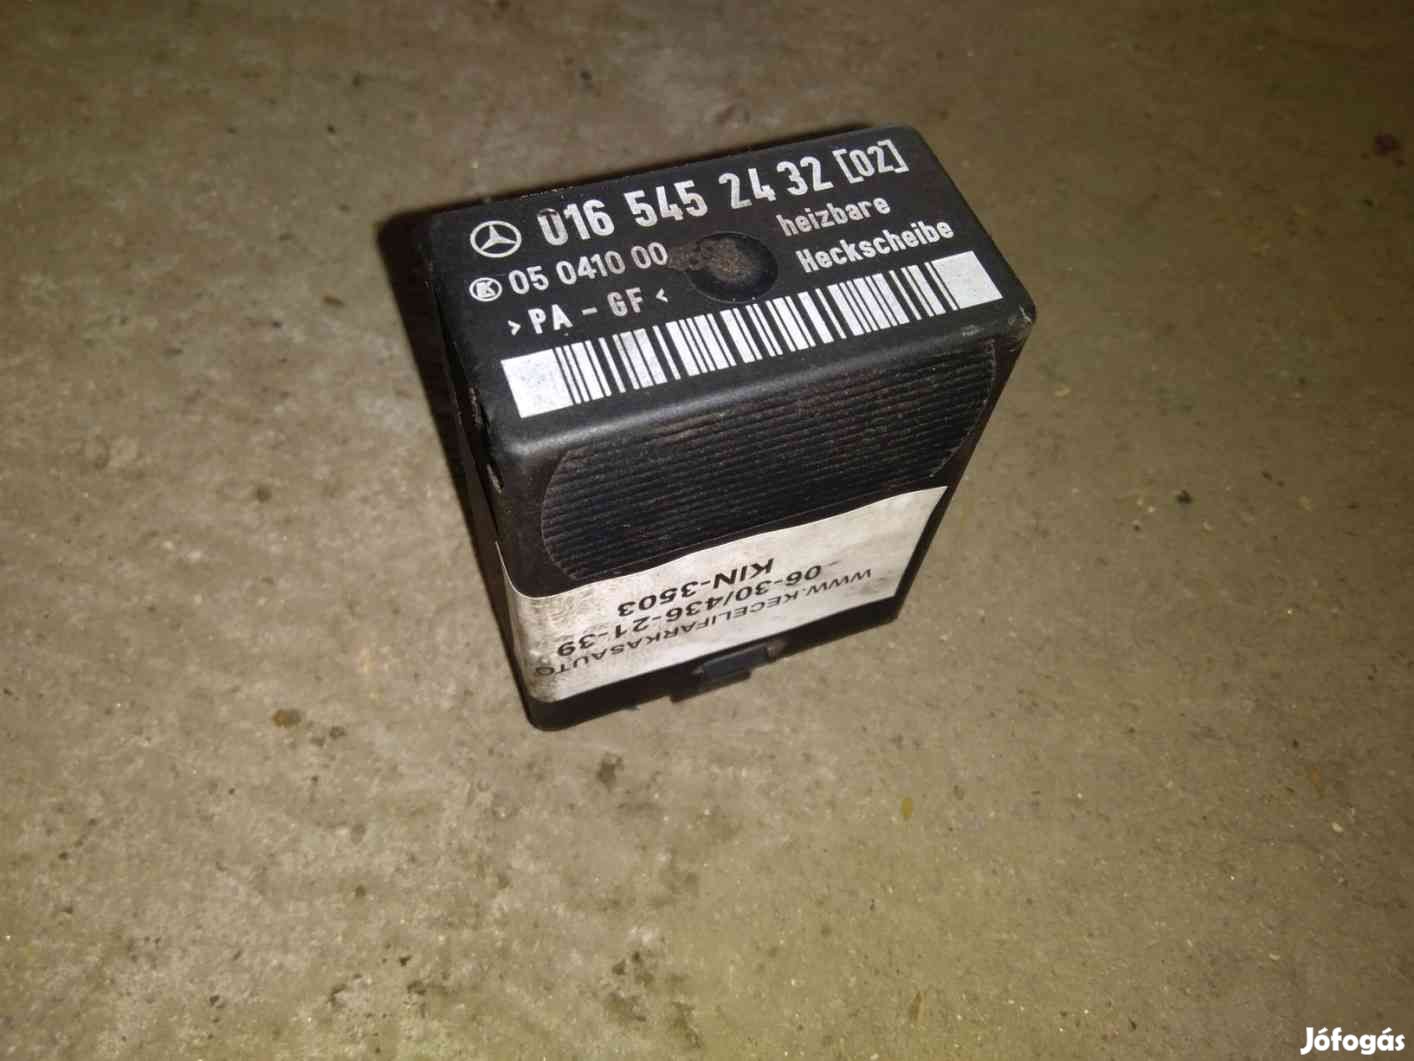 016 545 24 32 [02]
05 0410 00
heizbare
Heckscheibe
>PA - GF<
WWW.KECELIFARKASAUTO
06-30/436-21-39
KIN-3503
Jófogás